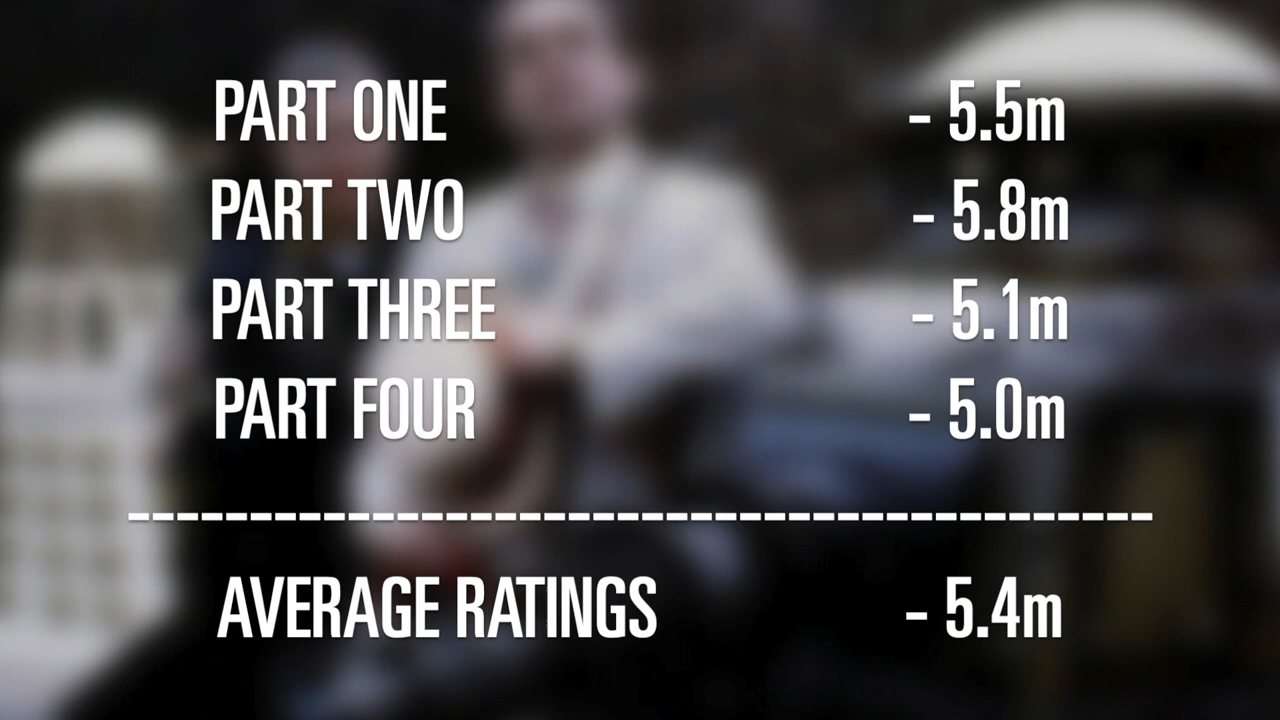 PART ONE - 5.5m
PART TWO - 5.8m
PART THREE - 5.1m
PART FOUR - 5.0m
------------------------------------------
AVERAGE RATINGS - 5.4m